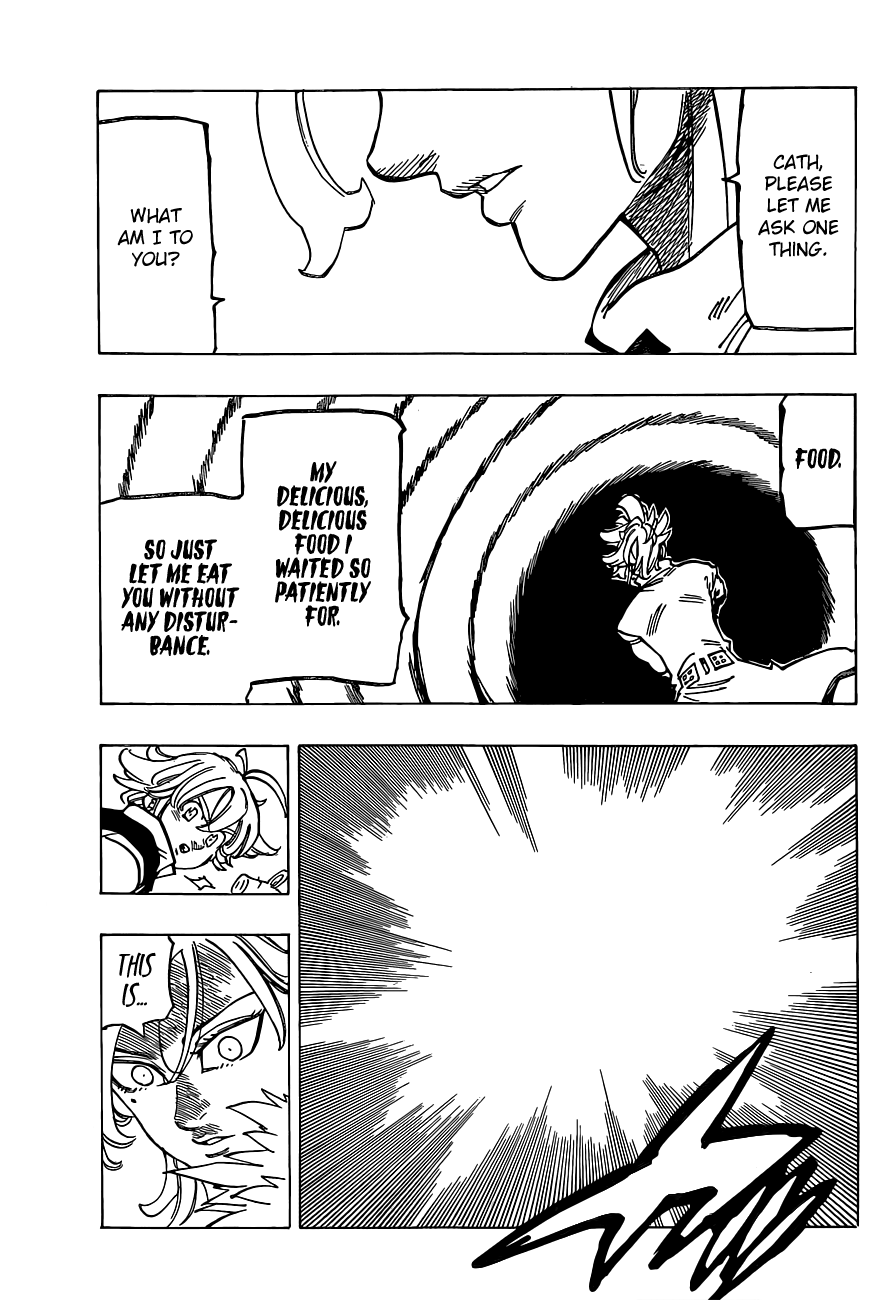 CATH,
PLEASE
LET ME
ASK ONE
THING.
WHAT
AM I TO
YOU?
FOOD.
MY
DELICIOUS,
DELICIOUS
FOOD I
WAITED SO
PATIENTLY
FOR.
SO JUST
LET ME EAT
YOU WITHOUT
ANY DISTUR-
BANCE.
THIS
IS...